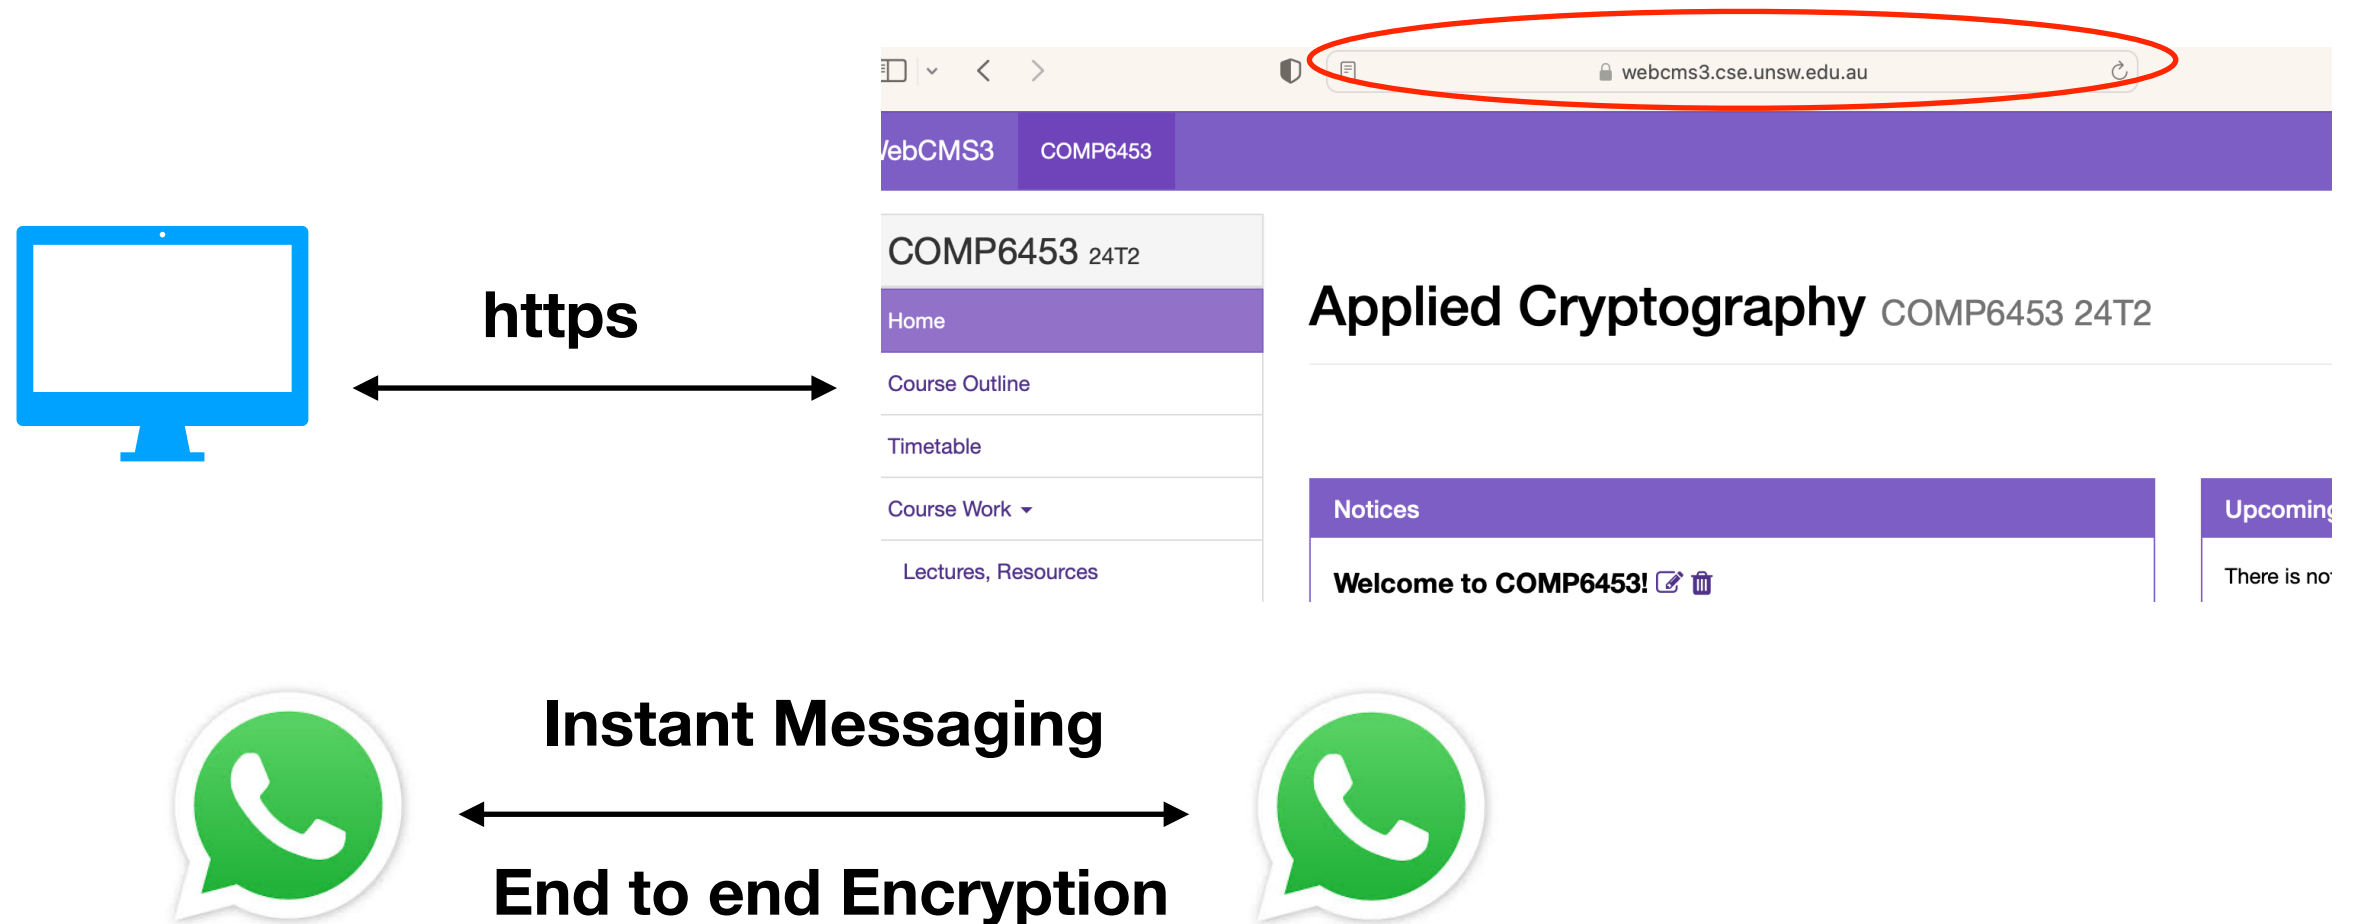 webcms3.cse.unsw.edu.au
WebCMS3 COMP6453
COMP6453 24T2
Home
Course Outline
Timetable
Course Work
Lectures, Resources
Applied Cryptography COMP6453 24T2
Notices
Welcome to COMP6453!
Upcoming
There is no
https
Instant Messaging
End to end Encryption